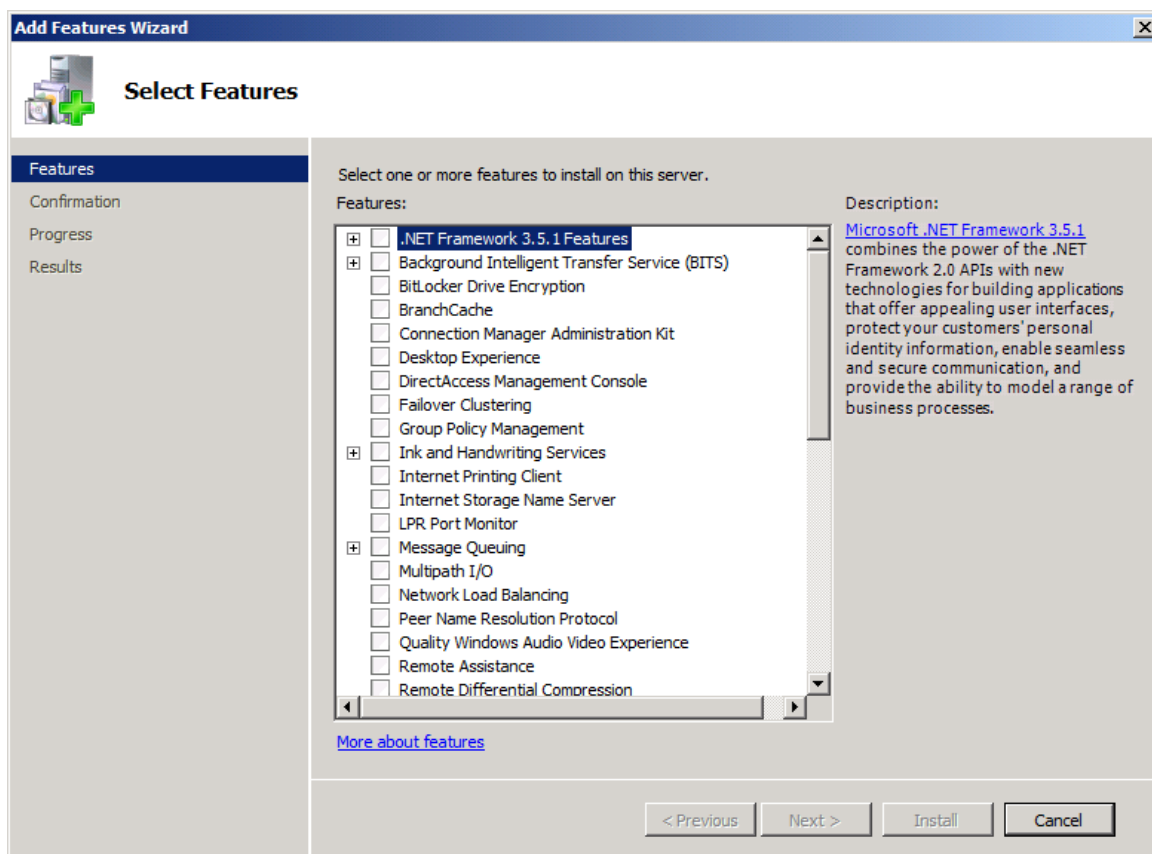 Add Features Wizard
Select Features
Features
Confirmation
Progress
Results
Select one or more features to install on this server.
Features:
.NET Framework 3.5.1 Features
Background Intelligent Transfer Service (BITS)
BitLocker Drive Encryption
BranchCache
Connection Manager Administration Kit
Desktop Experience
DirectAccess Management Console
Failover Clustering
Group Policy Management
Ink and Handwriting Services
Internet Printing Client
Internet Storage Name Server
LPR Port Monitor
Message Queuing
Multipath I/O
Network Load Balancing
Peer Name Resolution Protocol
Quality Windows Audio Video Experience
Remote Assistance
Remote Differential Compression
More about features
Description:
Microsoft .NET Framework 3.5.1
combines the power of the .NET
Framework 2.0 APIs with new
technologies for building applications
that offer appealing user interfaces,
protect your customers' personal
identity information, enable seamless
and secure communication, and
provide the ability to model a range of
business processes.
< Previous
Next >
Install
Cancel